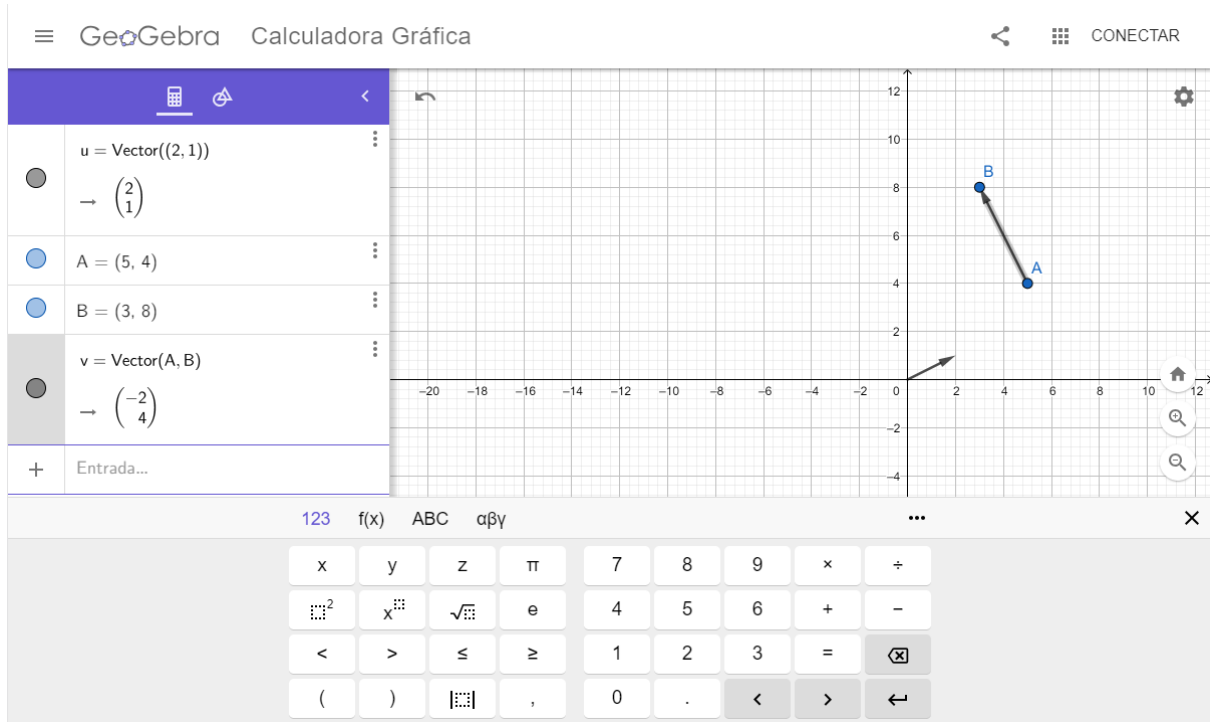 GeoGebra Calculadora Gráfica CONECTAR
u = Vector((2, 1))
→ (2
1)
A = (5, 4)
B = (3, 8)
v = Vector(A, B)
→ (−2
4)
+ Entrada...
12
10
8
6
4
2
−20 −18 −16 −14 −12 −10 −8 −6 −4 −2 0 2 4 6 8 10 12
−2
−4
B
A
123 f(x) ABC αβγ •••
x y z π 7 8 9 × ÷
² x √ e 4 5 6 + −
< > ≤ ≥ 1 2 3 =
( ) | | , 0 . < >